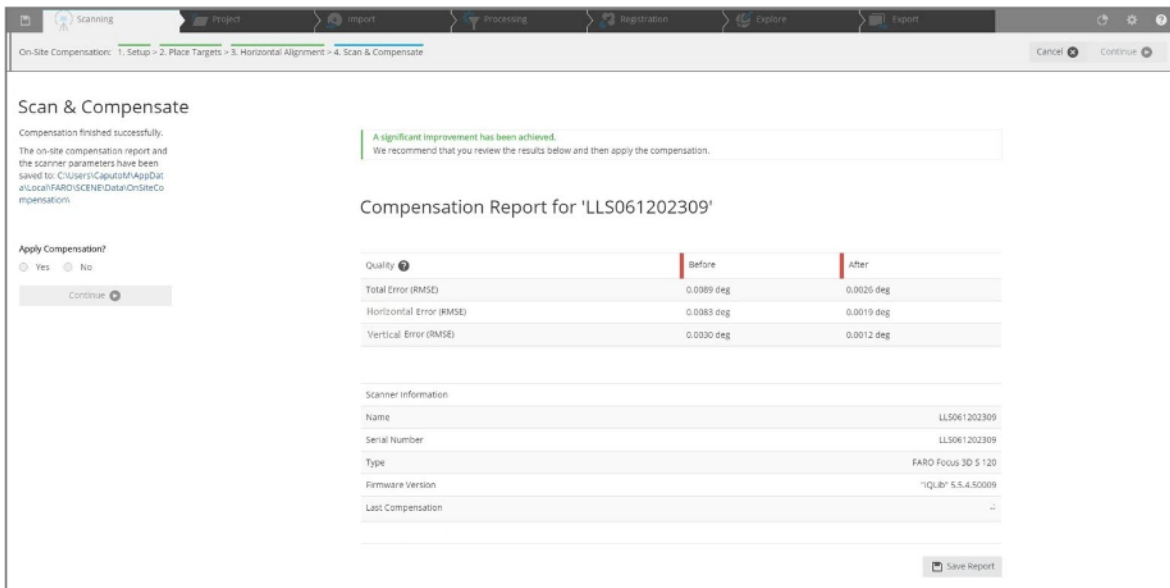 Scanning
Project
Import
Processing
Registration
Explore
Export
On-Site Compensation: 1. Setup > 2. Place Targets > 3. Horizontal Alignment > 4. Scan & Compensate
Cancel
Continue
Scan & Compensate
Compensation finished successfully.
The on-site compensation report and
the scanner parameters have been
saved to: C:\Users\CaputoM\AppDat
a\Local\FARO\SCENE\Data\OnSiteCo
mpensation\
Apply Compensation?
Yes No
Continue
A significant improvement has been achieved.
We recommend that you review the results below and then apply the compensation.
Compensation Report for 'LLS061202309'
Quality Before After
Total Error (RMSE) 0.0089 deg 0.0026 deg
Horizontal Error (RMSE) 0.0083 deg 0.0019 deg
Vertical Error (RMSE) 0.0030 deg 0.0012 deg
Scanner Information
Name LLS061202309
Serial Number LLS061202309
Type FARO Focus 3D S 120
Firmware Version "IQLib" 5.5.4.50009
Last Compensation
Save Report